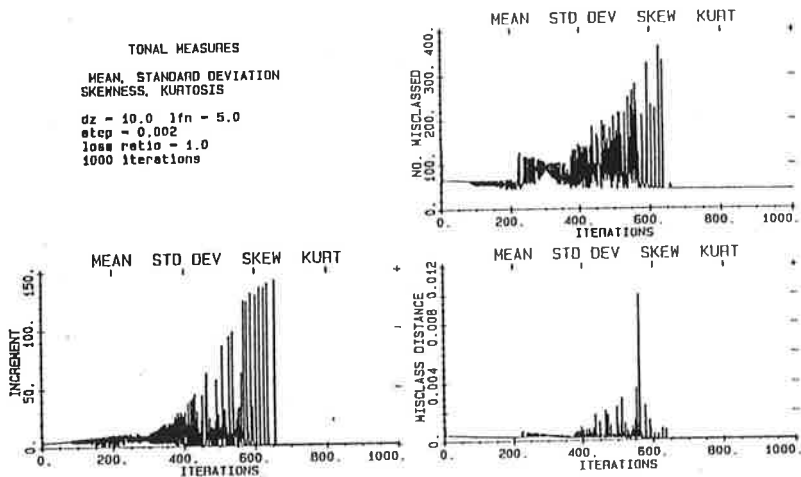 TONAL MEASURES
MEAN, STANDARD DEVIATION
SKEWNESS, KURTOSIS
dz = 10.0 lfn = 5.0
step = 0.002
loss ratio = 1.0
1000 iterations
MEAN STD DEV SKEW KURT
400.
300.
200.
100.
0.
NO. MISCLASSED
0. 200. 400. 600. 800. 1000.
ITERATIONS
MEAN STD DEV SKEW KURT
150.
100.
50.
0.
INCREMENT
0. 200. 400. 600. 800. 1000.
ITERATIONS
MEAN STD DEV SKEW KURT
0.012
0.008
0.004
0.
MISCLASS DISTANCE
0. 200. 400. 600. 800. 1000.
ITERATIONS